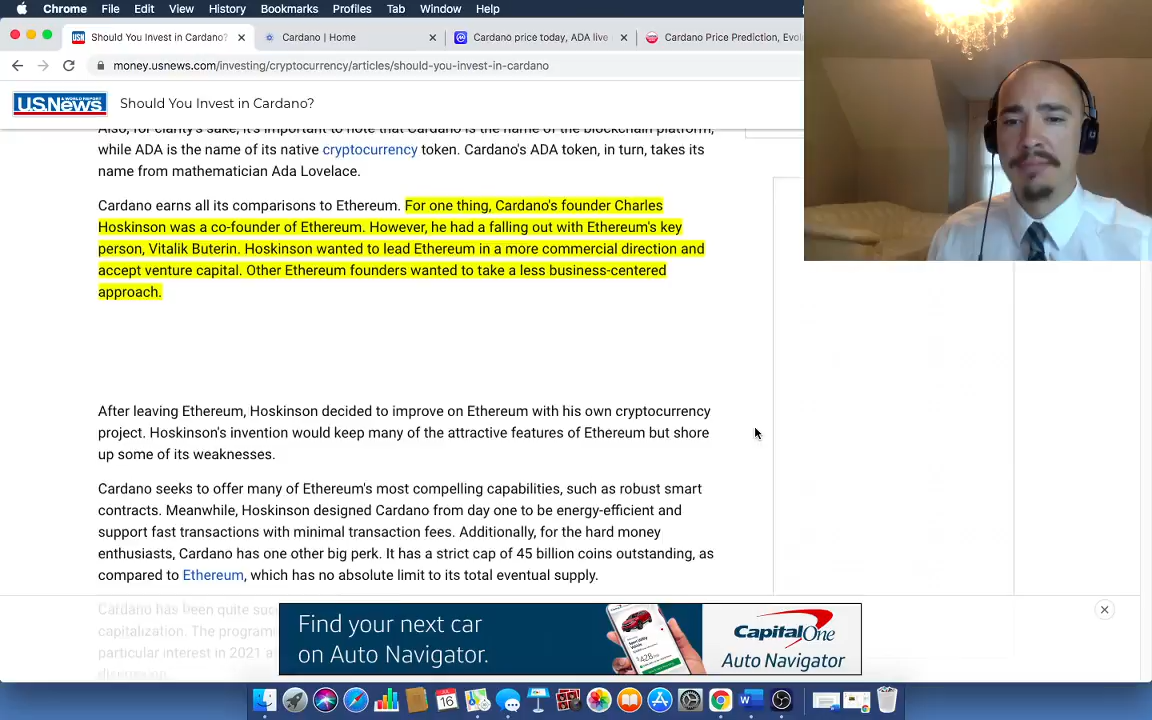 Chrome File Edit View History Bookmarks Profiles Tab Window Help
USN Should You Invest in Cardano? Cardano | Home Cardano price today, ADA live Cardano Price Prediction, Evo
money.usnews.com/investing/cryptocurrency/articles/should-you-invest-in-cardano
U.S.News Should You Invest in Cardano?
Also, for clarity's sake, it's important to note that Cardano is the name of the blockchain platform,
while ADA is the name of its native cryptocurrency token. Cardano's ADA token, in turn, takes its
name from mathematician Ada Lovelace.
Cardano earns all its comparisons to Ethereum. For one thing, Cardano's founder Charles
Hoskinson was a co-founder of Ethereum. However, he had a falling out with Ethereum's key
person, Vitalik Buterin. Hoskinson wanted to lead Ethereum in a more commercial direction and
accept venture capital. Other Ethereum founders wanted to take a less business-centered
approach.
After leaving Ethereum, Hoskinson decided to improve on Ethereum with his own cryptocurrency
project. Hoskinson's invention would keep many of the attractive features of Ethereum but shore
up some of its weaknesses.
Cardano seeks to offer many of Ethereum's most compelling capabilities, such as robust smart
contracts. Meanwhile, Hoskinson designed Cardano from day one to be energy-efficient and
support fast transactions with minimal transaction fees. Additionally, for the hard money
enthusiasts, Cardano has one other big perk. It has a strict cap of 45 billion coins outstanding, as
compared to Ethereum, which has no absolute limit to its total eventual supply.
Cardano has been quite suc
capitalization. The program
particular interest in 2021 a
Find your next car
on Auto Navigator.
Capital One
Auto Navigator
16